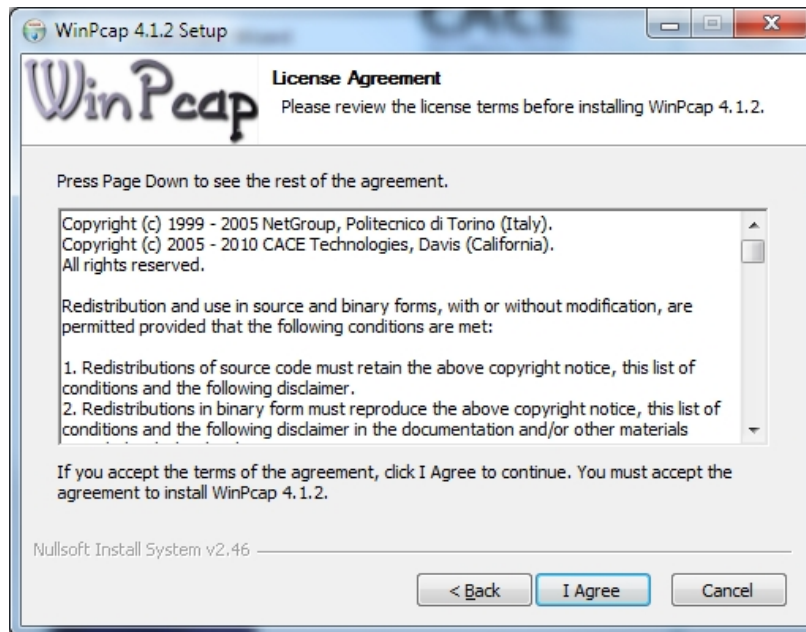 WinPcap 4.1.2 Setup
CACE
WinPcap
License Agreement
Please review the license terms before installing WinPcap 4.1.2.
Press Page Down to see the rest of the agreement.
Copyright (c) 1999 - 2005 NetGroup, Politecnico di Torino (Italy).
Copyright (c) 2005 - 2010 CACE Technologies, Davis (California).
All rights reserved.
Redistribution and use in source and binary forms, with or without modification, are
permitted provided that the following conditions are met:
1. Redistributions of source code must retain the above copyright notice, this list of
conditions and the following disclaimer.
2. Redistributions in binary form must reproduce the above copyright notice, this list of
conditions and the following disclaimer in the documentation and/or other materials
If you accept the terms of the agreement, click I Agree to continue. You must accept the
agreement to install WinPcap 4.1.2.
Nullsoft Install System v2.46
< Back
I Agree
Cancel